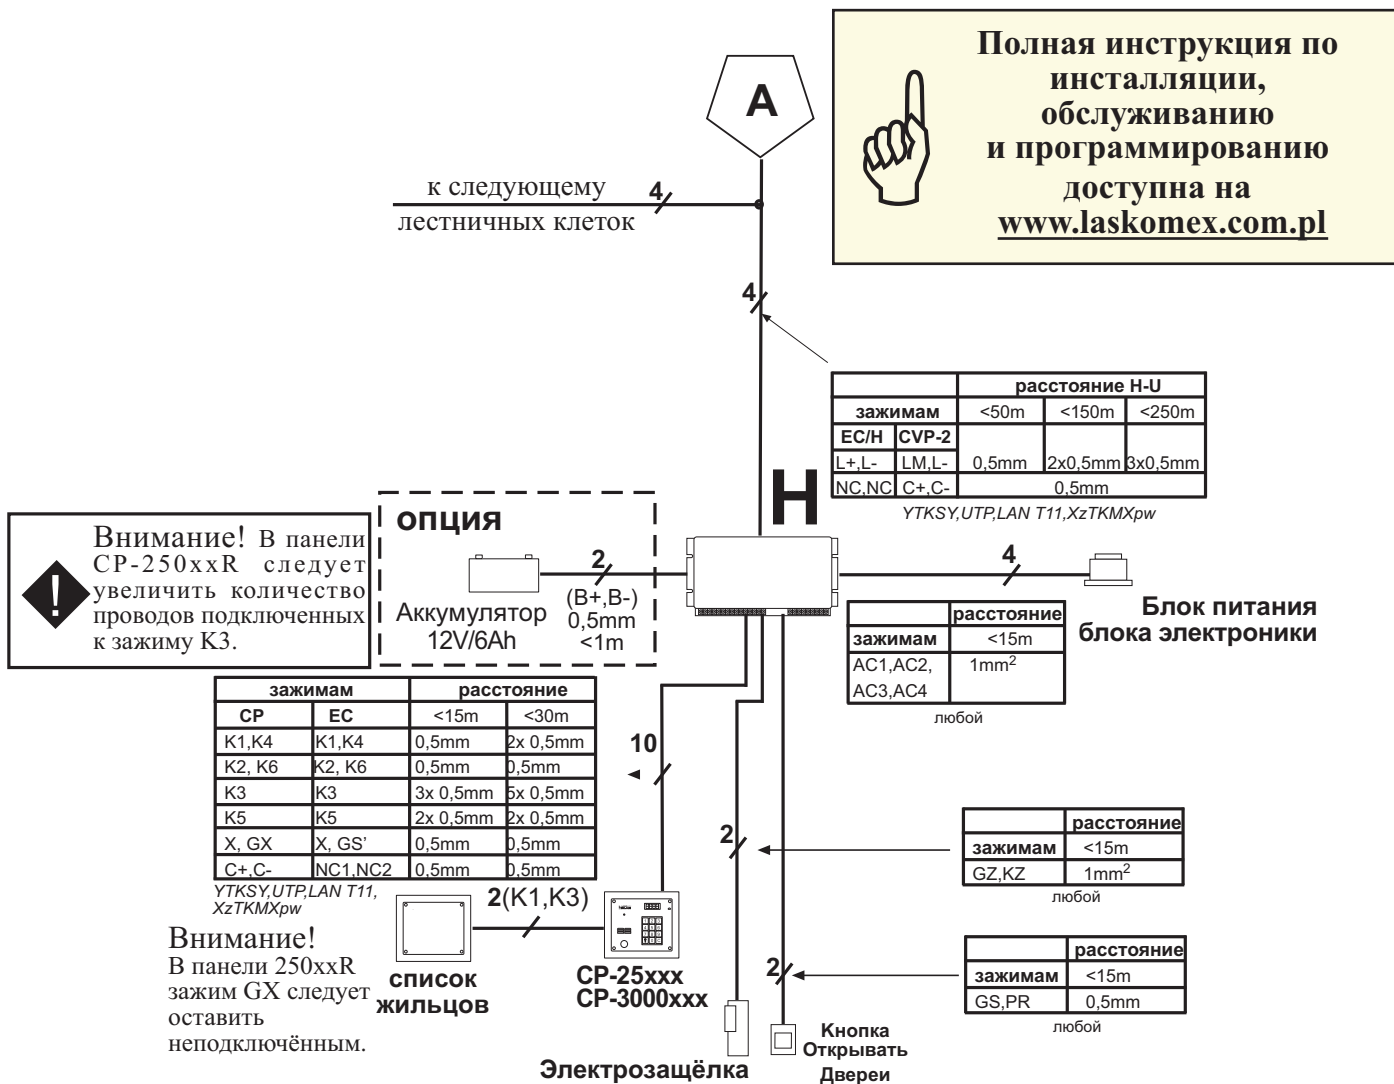 A
Полная инструкция по
инсталляции,
обслуживанию
и программированию
доступна на
www.laskomex.com.pl
к следующему
4
лестничных клеток
4
расстояние H-U
зажимам <50m <150m <250m
EC/H CVP-2
L+,L- LM,L- 0,5mm 2x0,5mm 3x0,5mm
NC,NC C+,C- 0,5mm
YTKSY,UTP,LAN T11,XzTKMXpw
H
опция
2
Аккумулятор
12V/6Ah
(B+,B-)
0,5mm
<1m
!
Внимание! В панели
CP-250xxR следует
увеличить количество
проводов подключенных
к зажиму К3.
4
Блок питания
блока электроники
расстояние
зажимам <15m
AC1,AC2, 1mm²
AC3,AC4
любой
зажимам расстояние
CP EC <15m <30m
K1,K4 K1,K4 0,5mm 2x 0,5mm
K2, K6 K2, K6 0,5mm 0,5mm
K3 K3 3x 0,5mm 5x 0,5mm
K5 K5 2x 0,5mm 2x 0,5mm
X, GX X, GS’ 0,5mm 0,5mm
C+,C- NC1,NC2 0,5mm 0,5mm
YTKSY,UTP,LAN T11,
XzTKMXpw
10
2(K1,K3)
Внимание!
В панели 250xxR
зажим GX следует
оставить
неподключённым.
список
жильцов
CP-25xxx
CP-3000xxx
2
расстояние
зажимам <15m
GZ,KZ 1mm²
любой
2
расстояние
зажимам <15m
GS,PR 0,5mm
любой
Электрозащёлка
Кнопка
Открывать
Двереи